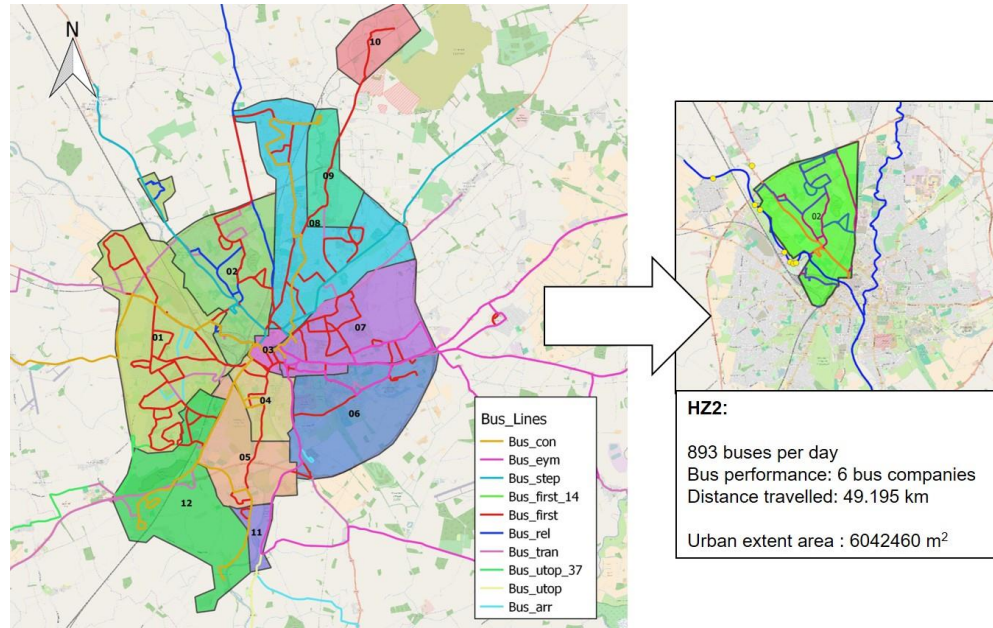 N
10
09
08
02
01
03
07
04
06
05
12
11
Bus_Lines
Bus_con
Bus_eym
Bus_step
Bus_first_14
Bus_first
Bus_rel
Bus_tran
Bus_utop_37
Bus_utop
Bus_arr
02
HZ2:
893 buses per day
Bus performance: 6 bus companies
Distance travelled: 49.195 km
Urban extent area : 6042460 m²